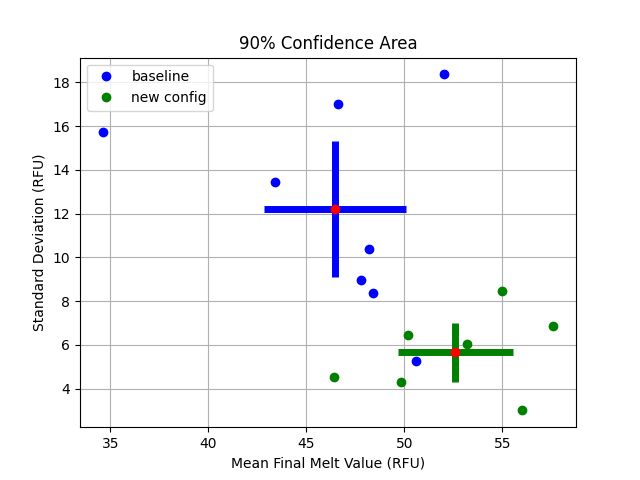 90% Confidence Area
baseline
new config
18
16
14
12
10
8
6
4
Standard Deviation (RFU)
35
40
45
50
55
Mean Final Melt Value (RFU)